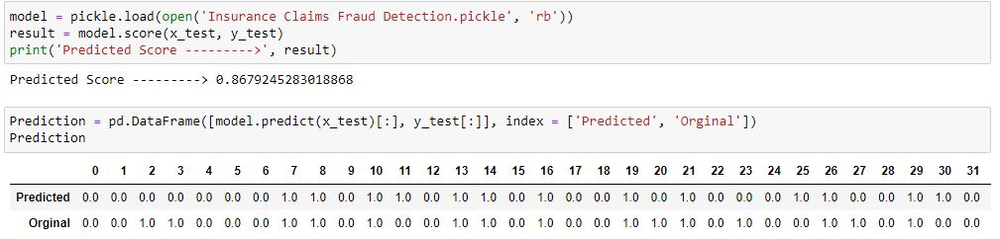 model = pickle.load(open('Insurance Claims Fraud Detection.pickle', 'rb'))
result = model.score(x_test, y_test)
print('Predicted Score --------->', result)
Predicted Score ---------> 0.8679245283018868
Prediction = pd.DataFrame([model.predict(x_test)[:], y_test[:]], index = ['Predicted', 'Orginal'])
Prediction
0 1 2 3 4 5 6 7 8 9 10 11 12 13 14 15 16 17 18 19 20 21 22 23 24 25 26 27 28 29 30 31
Predicted 0.0 0.0 0.0 0.0 0.0 0.0 0.0 1.0 1.0 0.0 1.0 1.0 0.0 1.0 1.0 0.0 1.0 0.0 0.0 1.0 1.0 1.0 0.0 0.0 0.0 1.0 1.0 0.0 0.0 1.0 1.0 0.0
Orginal 0.0 0.0 1.0 1.0 0.0 0.0 0.0 1.0 1.0 0.0 1.0 0.0 0.0 1.0 1.0 0.0 1.0 1.0 0.0 1.0 1.0 1.0 0.0 1.0 0.0 0.0 1.0 1.0 0.0 1.0 0.0 0.0